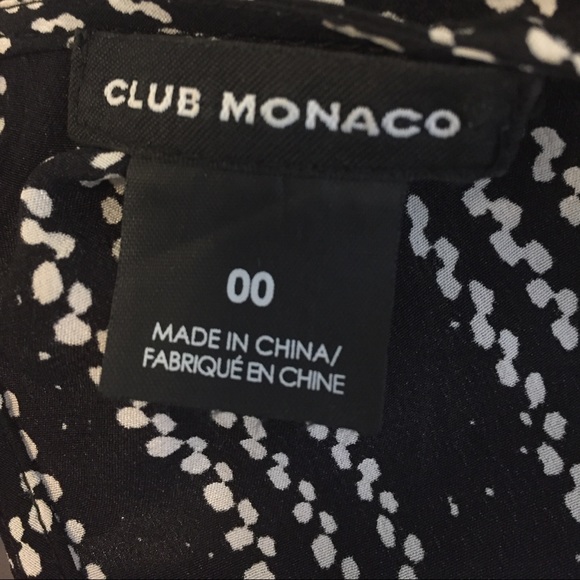 CLUB MONACO
00
MADE IN CHINA/
FABRIQUÉ EN CHINE